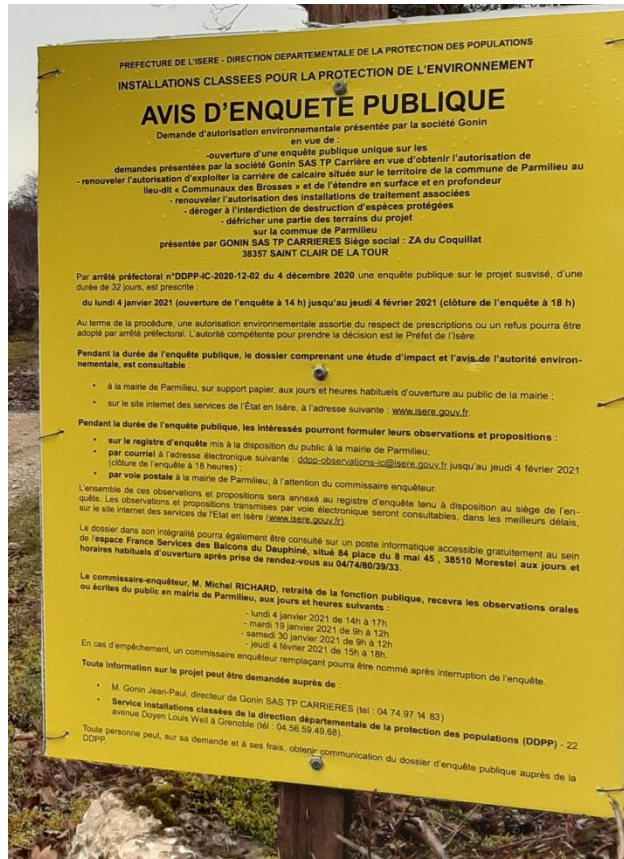 PREFECTURE DE L'ISERE - DIRECTION DEPARTEMENTALE DE LA PROTECTION DES POPULATIONS
INSTALLATIONS CLASSEES POUR LA PROTECTION DE L'ENVIRONNEMENT
AVIS D'ENQUETE PUBLIQUE
Demande d'autorisation environnementale présentée par la société Gonin
en vue de :
-ouverture d'une enquête publique unique sur les
demandes présentées par la société Gonin SAS TP Carrière en vue d'obtenir l'autorisation de
- renouveler l'autorisation d'exploiter la carrière de calcaire située sur le territoire de la commune de Parmilieu au
lieu-dit « Communaux des Brosses » et de l'étendre en surface et en profondeur
- renouveler l'autorisation des installations de traitement associées
- déroger à l'interdiction de destruction d'espèces protégées
- défricher une partie des terrains du projet
sur la commue de Parmilieu
présentée par GONIN SAS TP CARRIERES Siège social : ZA du Coquillat
38357 SAINT CLAIR DE LA TOUR
Par arrêté préfectoral n°DDPP-IC-2020-12-02 du 4 décembre 2020 une enquête publique sur le projet susvisé, d'une
durée de 32 jours, est prescrite :
du lundi 4 janvier 2021 (ouverture de l'enquête à 14 h) jusqu'au jeudi 4 février 2021 (clôture de l'enquête à 18 h)
Au terme de la procédure, une autorisation environnementale assortie du respect de prescriptions ou un refus pourra être
adopté par arrêté préfectoral. L'autorité compétente pour prendre la décision est le Préfet de l'Isère.
Pendant la durée de l'enquête publique, le dossier comprenant une étude d'impact et l'avis de l'autorité environ-
nementale, est consultable :
• à la mairie de Parmilieu, sur support papier, aux jours et heures habituels d'ouverture au public de la mairie ;
• sur le site internet des services de l'État en Isère, à l'adresse suivante : www.isere.gouv.fr.
Pendant la durée de l'enquête publique, les intéressés pourront formuler leurs observations et propositions :
• sur le registre d'enquête mis à la disposition du public à la mairie de Parmilieu;
• par courriel à l'adresse électronique suivante : ddpp-observations-ic@isere.gouv.fr jusqu'au jeudi 4 février 2021
(clôture de l'enquête à 18 heures) ;
• par voie postale à la mairie de Parmilieu, à l'attention du commissaire enquêteur.
L'ensemble de ces observations et propositions sera annexé au registre d'enquête tenu à disposition au siège de l'en-
quête. Les observations et propositions transmises par voie électronique seront consultables, dans les meilleurs délais,
sur le site internet des services de l'Etat en Isère (www.isere.gouv.fr).
Le dossier dans son intégralité pourra également être consulté sur un poste informatique accessible gratuitement au sein
de l'espace France Services des Balcons du Dauphiné, situé 84 place du 8 mai 45 , 38510 Morestel aux jours et
horaires habituels d'ouverture après prise de rendez-vous au 04/74/80/39/33.
Le commissaire-enquêteur, M. Michel RICHARD, retraité de la fonction publique, recevra les observations orales
ou écrites du public en mairie de Parmilieu, aux jours et heures suivants :
- lundi 4 janvier 2021 de 14h à 17h
- mardi 19 janvier 2021 de 9h à 12h
- samedi 30 janvier 2021 de 9h à 12h
- jeudi 4 février 2021 de 15h à 18h.
En cas d'empêchement, un commissaire enquêteur remplaçant pourra être nommé après interruption de l'enquête.
Toute information sur le projet peut être demandée auprès de :
• M. Gonin Jean-Paul, directeur de Gonin SAS TP CARRIERES (tel : 04 74 97 14 83)
• Service installations classées de la direction départementale de la protection des populations (DDPP) - 22
avenue Doyen Louis Weil à Grenoble (tél : 04.56.59.49.68).
Toute personne peut, sur sa demande et à ses frais, obtenir communication du dossier d'enquête publique auprès de la
DDPP.